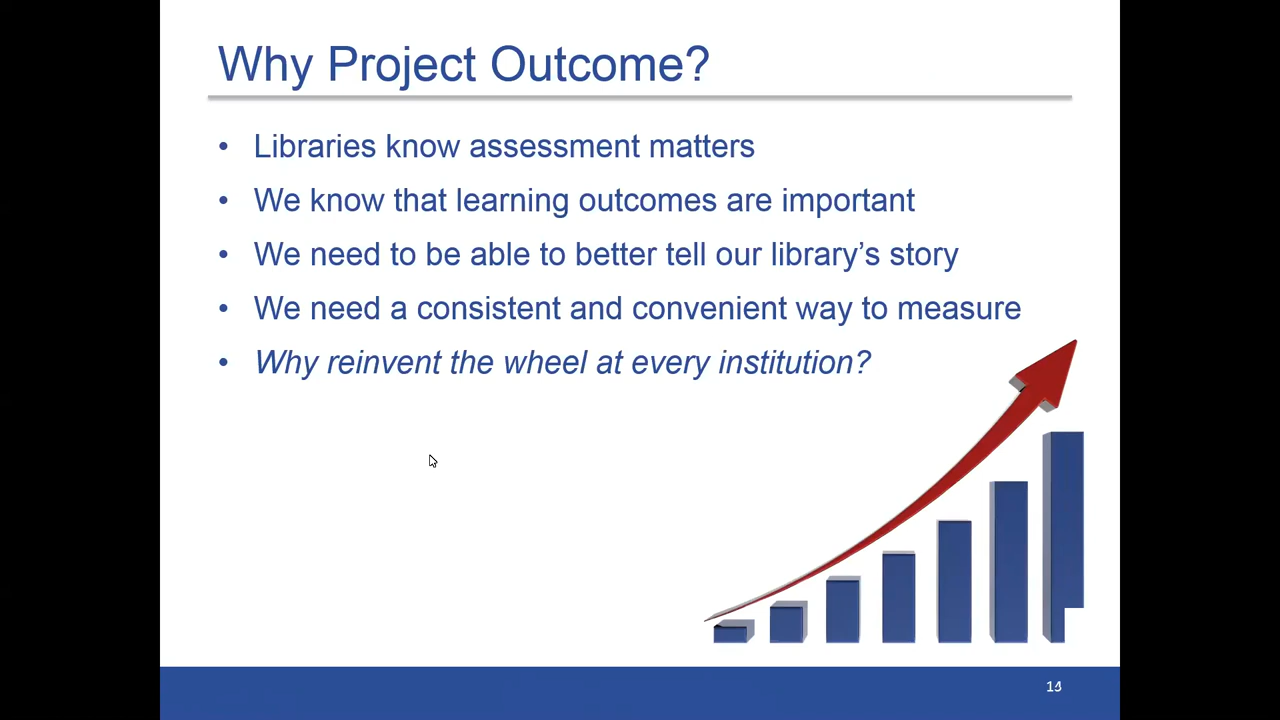 Why Project Outcome?
• Libraries know assessment matters
• We know that learning outcomes are important
• We need to be able to better tell our library’s story
• We need a consistent and convenient way to measure
• Why reinvent the wheel at every institution?